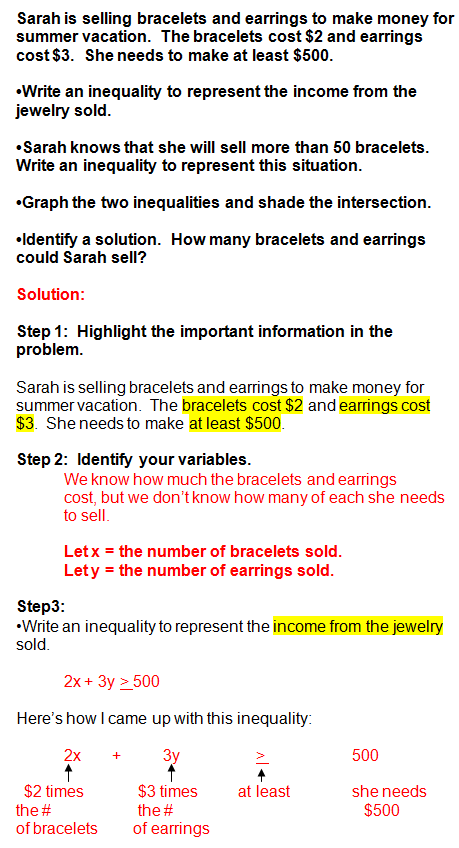 Sarah is selling bracelets and earrings to make money for
summer vacation.  The bracelets cost $2 and earrings
cost $3.  She needs to make at least $500.
•Write an inequality to represent the income from the
jewelry sold.
•Sarah knows that she will sell more than 50 bracelets.
Write an inequality to represent this situation.
•Graph the two inequalities and shade the intersection.
•Identify a solution.  How many bracelets and earrings
could Sarah sell?
Solution:
Step 1:  Highlight the important information in the
problem.
Sarah is selling bracelets and earrings to make money for
summer vacation.  The bracelets cost $2 and earrings cost
$3.  She needs to make at least $500.
Step 2:  Identify your variables.
We know how much the bracelets and earrings
cost, but we don't know how many of each she needs
to sell.
Let x = the number of bracelets sold.
Let y = the number of earrings sold.
Step3:
•Write an inequality to represent the income from the jewelry
sold.
2x + 3y ≥ 500
Here's how I came up with this inequality:
2x + 3y ≥ 500
$2 times $3 times at least she needs
the # the # $500
of bracelets of earrings